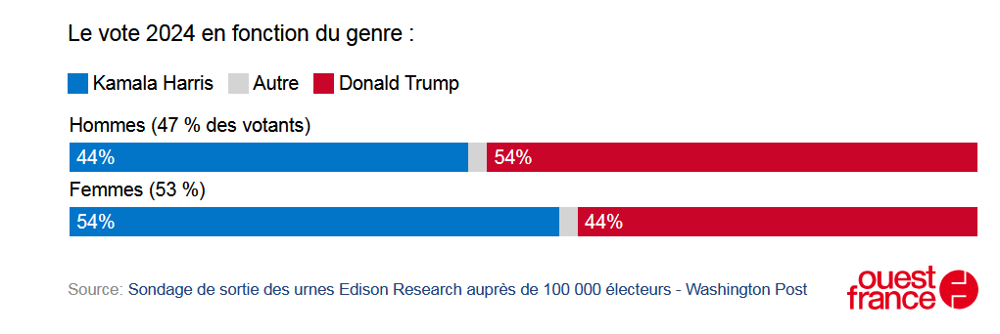 Le vote 2024 en fonction du genre :
Kamala Harris Autre Donald Trump
Hommes (47 % des votants)
44% 54%
Femmes (53 %)
54% 44%
Source: Sondage de sortie des urnes Edison Research auprès de 100 000 électeurs - Washington Post
ouest
france